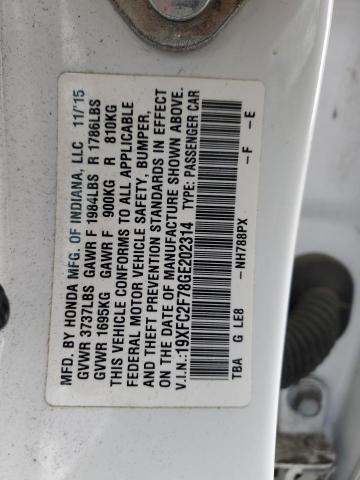 MFD. BY HONDA MFG. OF INDIANA, LLC 11/'15
GVWR 3737LBS GAWR F 1984LBS R 1786LBS
GVWR 1695KG GAWR F 900KG R 810KG
THIS VEHICLE CONFORMS TO ALL APPLICABLE
FEDERAL MOTOR VEHICLE SAFETY, BUMPER,
AND THEFT PREVENTION STANDARDS IN EFFECT
ON THE DATE OF MANUFACTURE SHOWN ABOVE.
V.I.N.:19XFC2F78GE202314 TYPE: PASSENGER CAR
TBA G LE8 -NH788PX -F -E